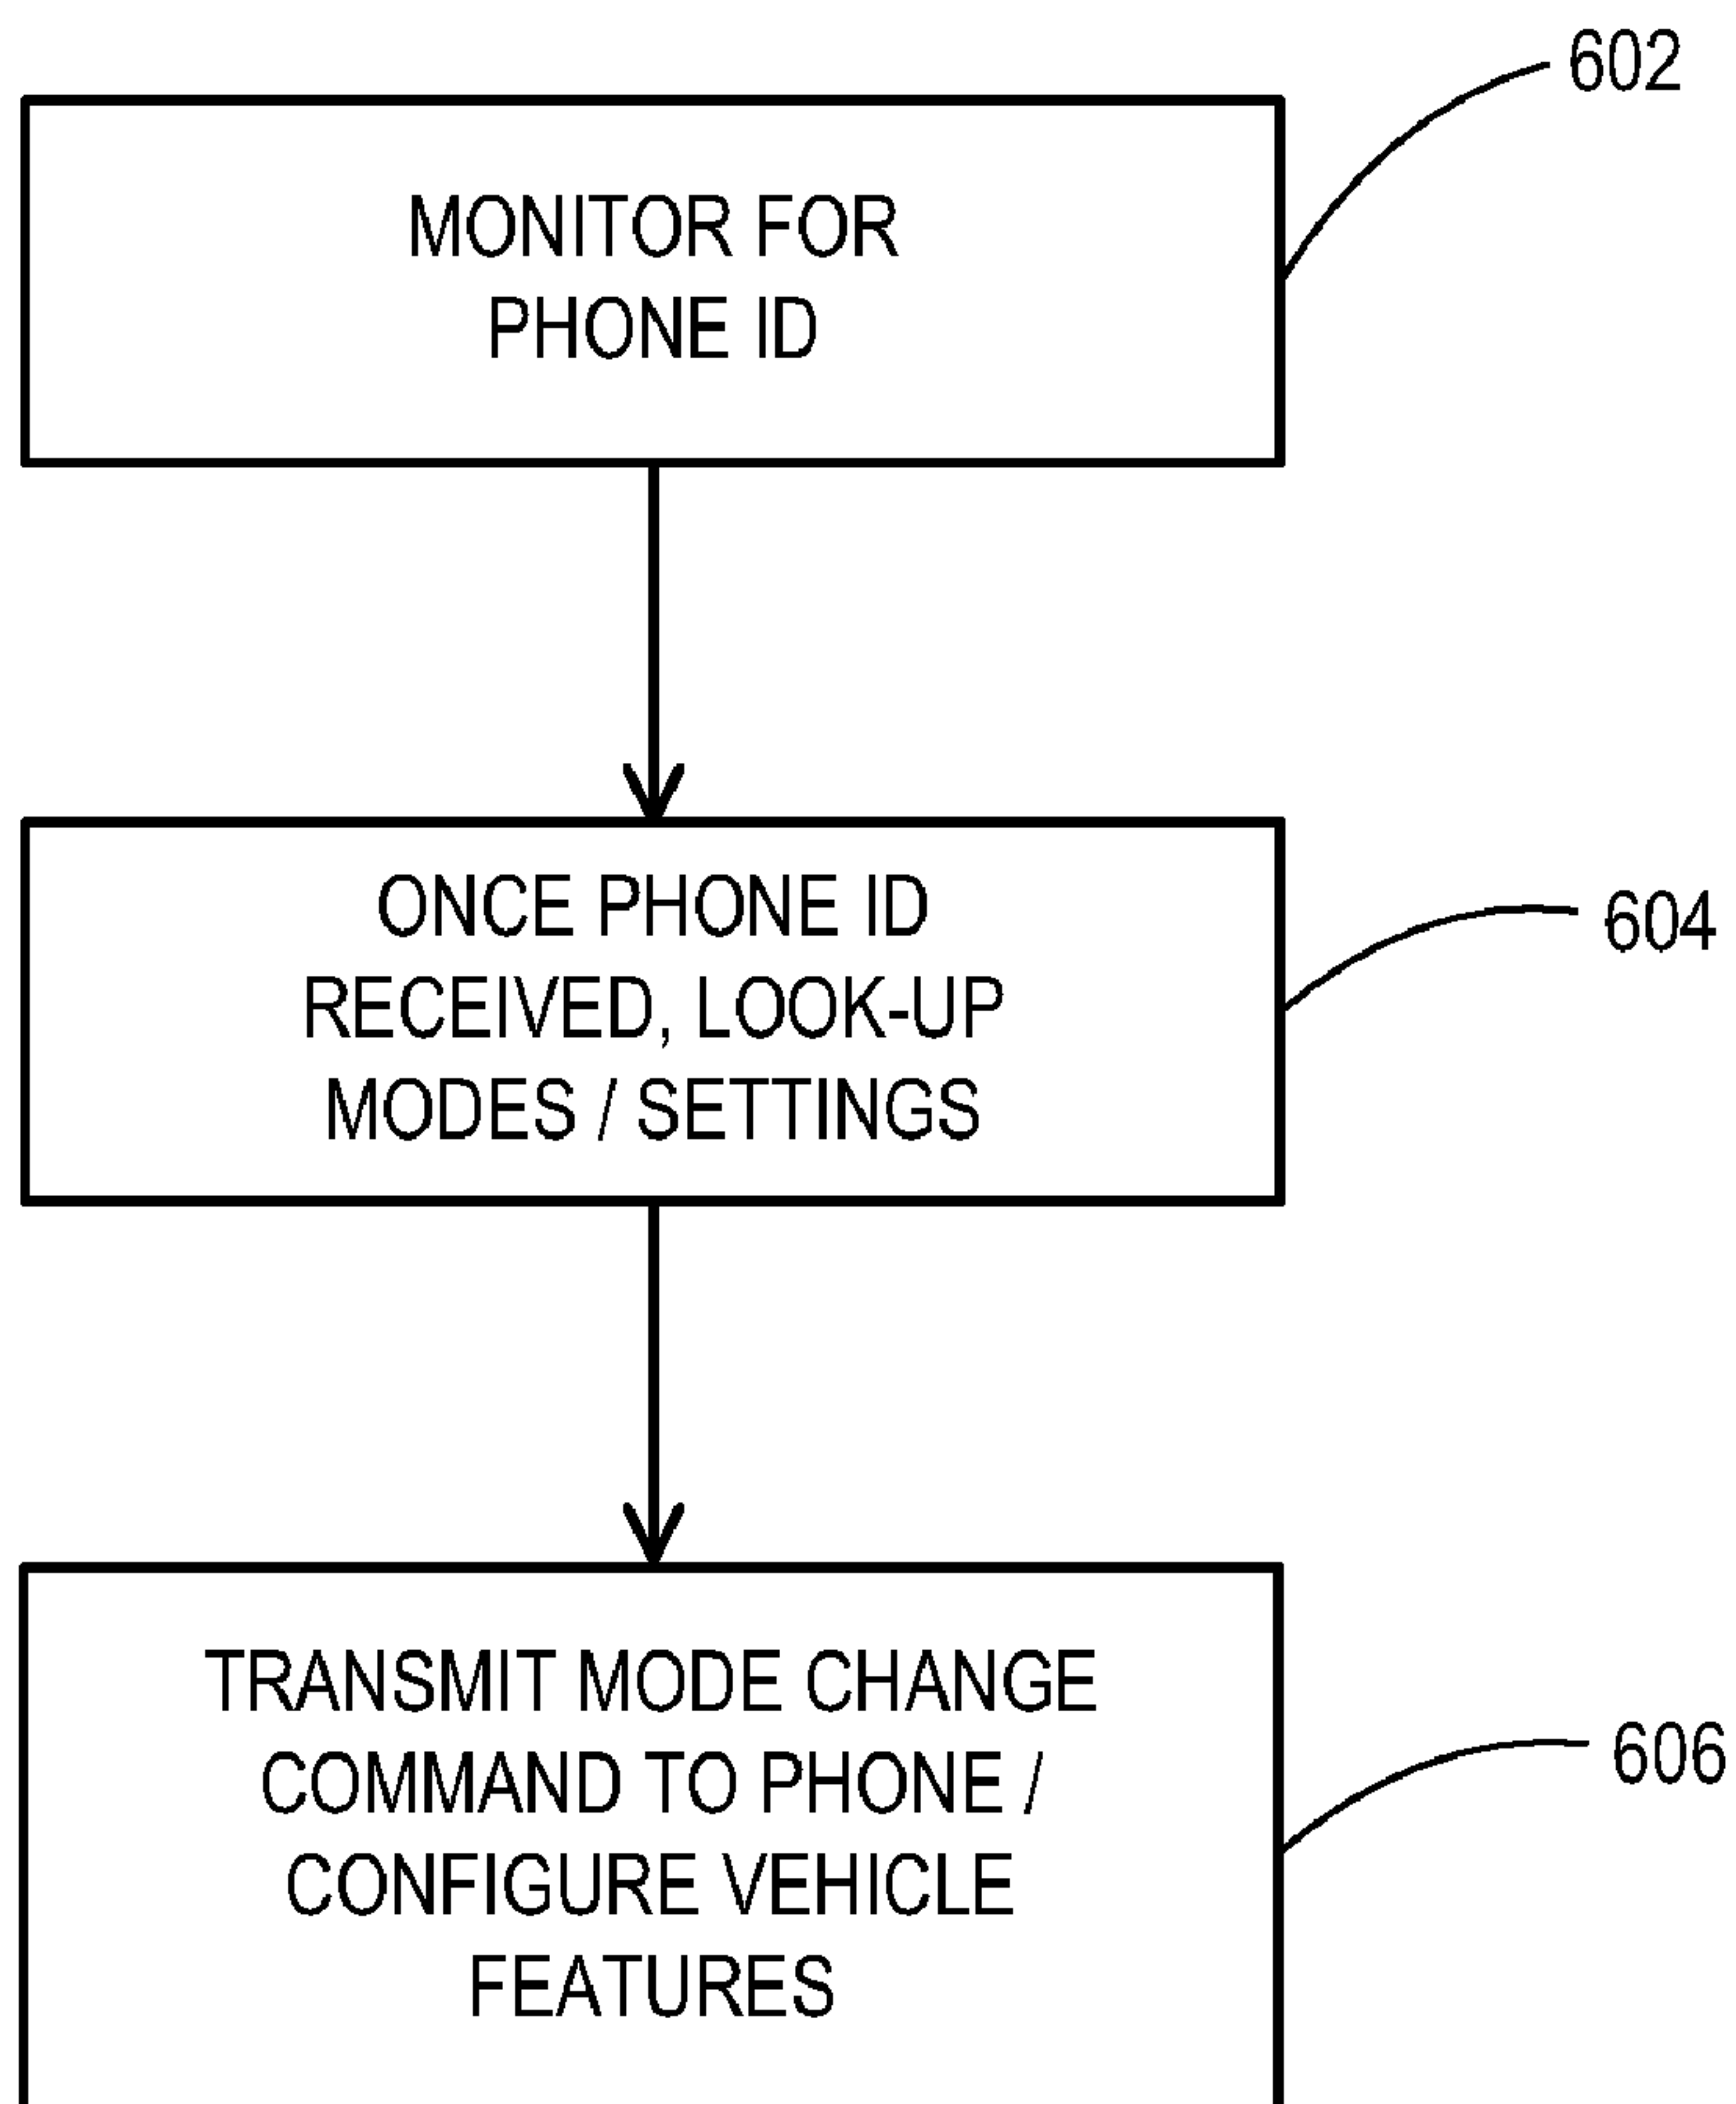 602
MONITOR FOR
PHONE ID
ONCE PHONE ID
RECEIVED, LOOK-UP
MODES / SETTINGS
604
TRANSMIT MODE CHANGE
COMMAND TO PHONE /
CONFIGURE VEHICLE
FEATURES
606